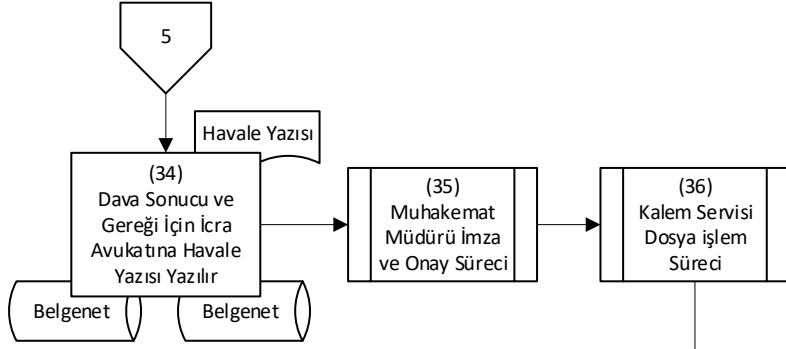 5
Havale Yazısı
(34)
Dava Sonucu ve
Gereği İçin İcra
Avukatına Havale
Yazısı Yazılır
Belgenet
Belgenet
(35)
Muhakemat
Müdürü İmza
ve Onay Süreci
(36)
Kalem Servisi
Dosya işlem
Süreci